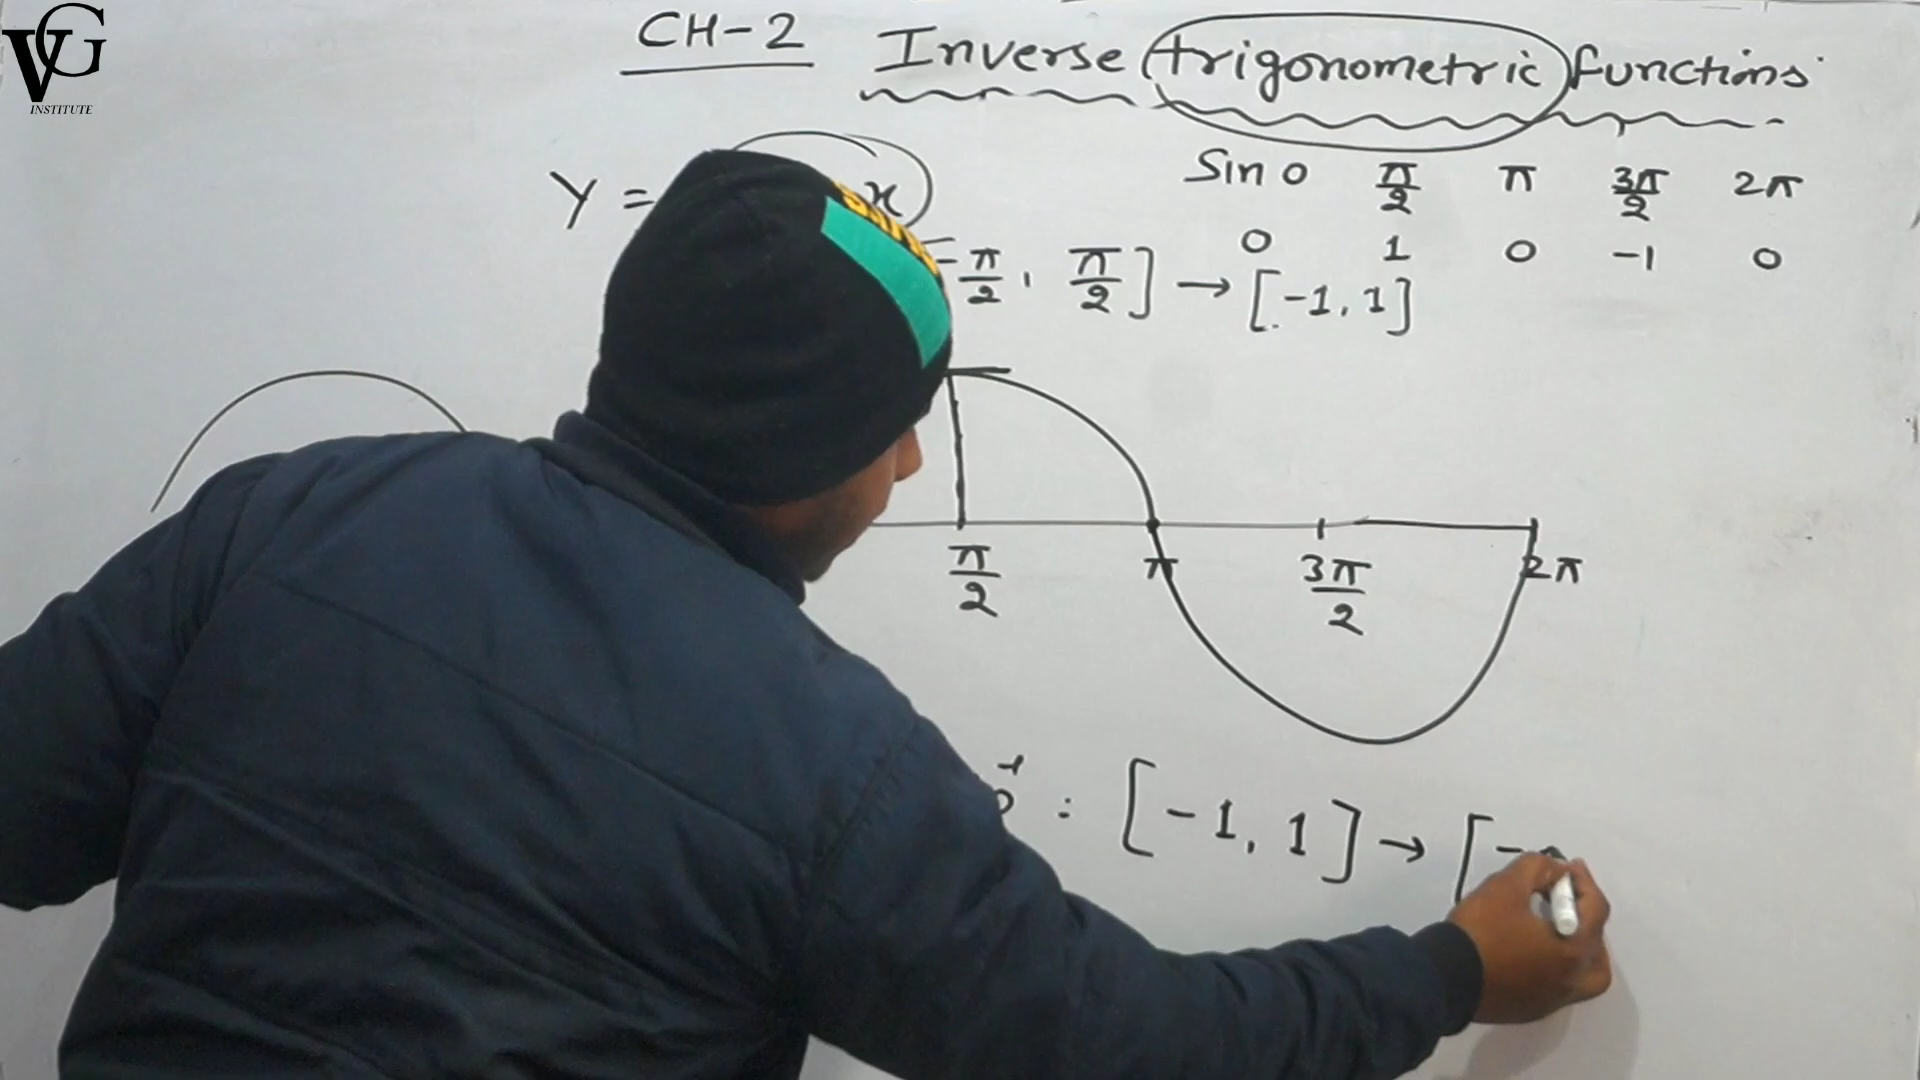 VG
INSTITUTE
CH-2 Inverse trigonometric functions
Y = x
Sin 0 π/2 π 3π/2 2π
0 1 0 -1 0
-π/2, π/2] → [-1, 1]
π/2 π 3π/2 2π
-1 : [-1, 1] → [-